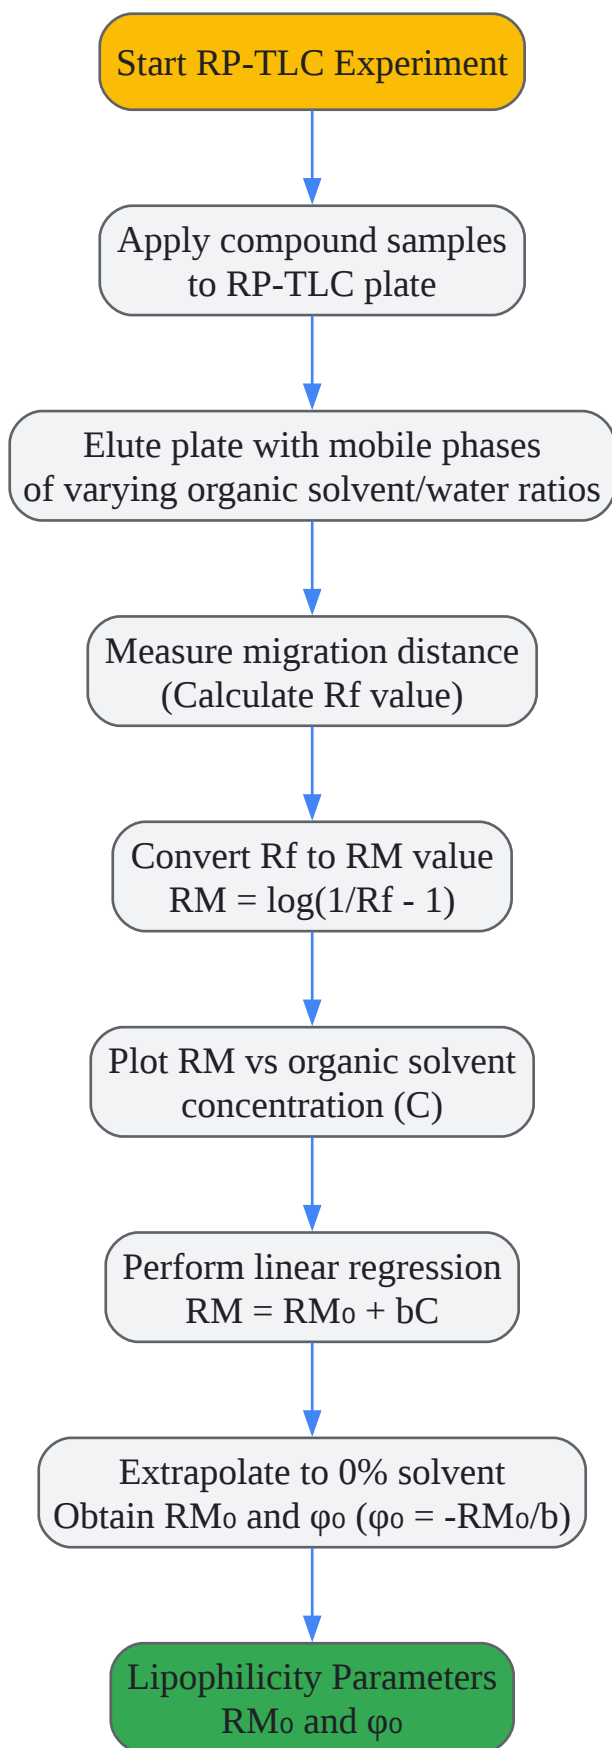 Start RP-TLC Experiment
Apply compound samples
to RP-TLC plate
Elute plate with mobile phases
of varying organic solvent/water ratios
Measure migration distance
(Calculate Rf value)
Convert Rf to RM value
RM = log(1/Rf - 1)
Plot RM vs organic solvent
concentration (C)
Perform linear regression
RM = RM₀ + bC
Extrapolate to 0% solvent
Obtain RM₀ and φ₀ (φ₀ = -RM₀/b)
Lipophilicity Parameters
RM₀ and φ₀